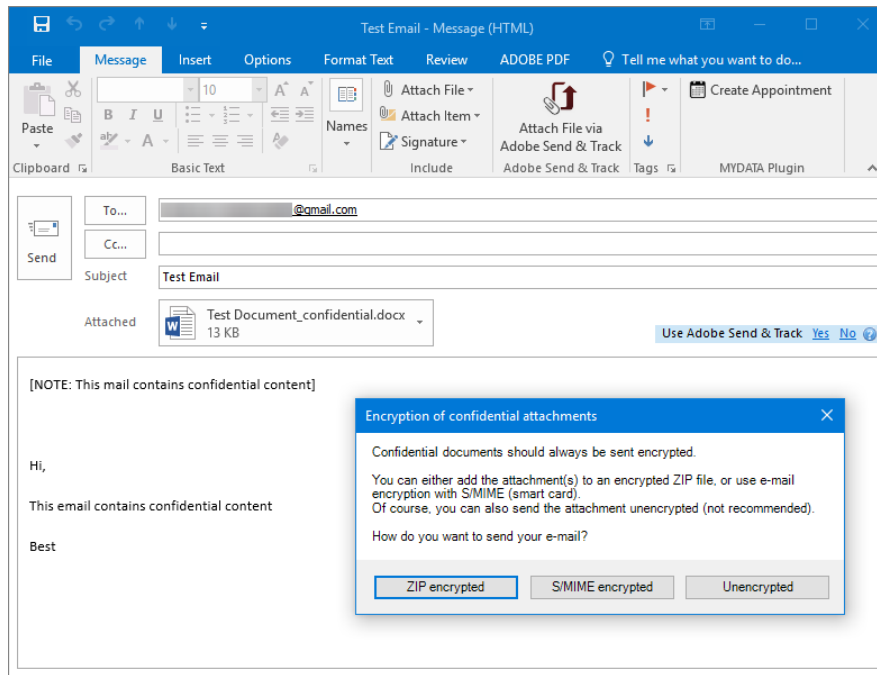 Test Email - Message (HTML)
File Message Insert Options Format Text Review ADOBE PDF Tell me what you want to do...
10 A A Attach File Create Appointment
B I U Attach Item
Paste aby A Names Signature Attach File via
Adobe Send & Track
Clipboard Basic Text Include Adobe Send & Track Tags MYDATA Plugin
To... @gmail.com
Cc...
Send
Subject Test Email
Attached Test Document_confidential.docx
13 KB
Use Adobe Send & Track Yes No ?
[NOTE: This mail contains confidential content]
Hi,
This email contains confidential content
Best
Encryption of confidential attachments
Confidential documents should always be sent encrypted.
You can either add the attachment(s) to an encrypted ZIP file, or use e-mail
encryption with S/MIME (smart card).
Of course, you can also send the attachment unencrypted (not recommended).
How do you want to send your e-mail?
ZIP encrypted S/MIME encrypted Unencrypted